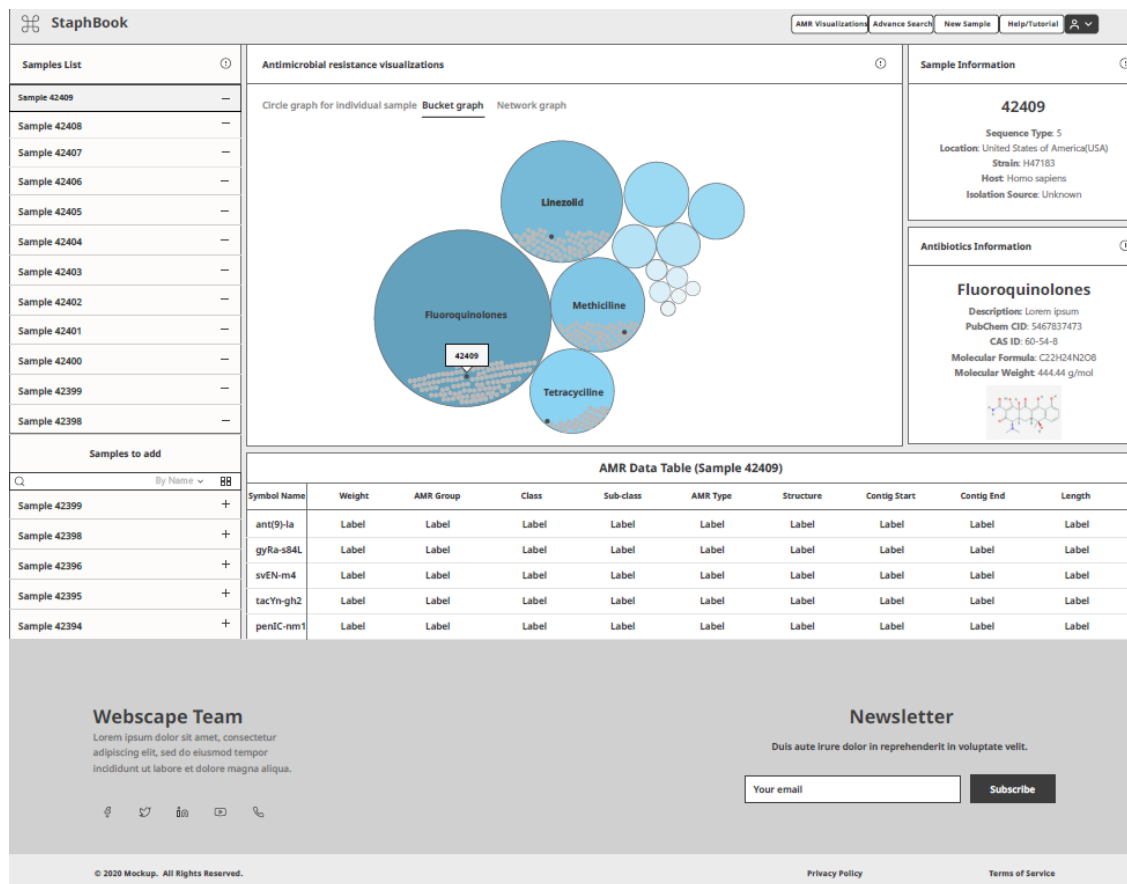 StaphBook
AMR Visualizations Advance Search New Sample Help/Tutorial
Samples List
Sample 42409
Sample 42408
Sample 42407
Sample 42406
Sample 42405
Sample 42404
Sample 42403
Sample 42402
Sample 42401
Sample 42400
Sample 42399
Sample 42398
Samples to add
By Name
Sample 42399
Sample 42398
Sample 42396
Sample 42395
Sample 42394
Antimicrobial resistance visualizations
Circle graph for individual sample Bucket graph Network graph
Linezolid
Methiciline
Fluoroquinolones
42409
Tetracycline
Sample Information
42409
Sequence Type: 5
Location: United States of America(USA)
Strain: H47183
Host: Homo sapiens
Isolation Source: Unknown
Antibiotics Information
Fluoroquinolones
Description: Lorem ipsum
PubChem CID: 5467837473
CAS ID: 60-54-8
Molecular Formula: C22H24N2O8
Molecular Weight: 444.44 g/mol
AMR Data Table (Sample 42409)
Symbol Name Weight AMR Group Class Sub-class AMR Type Structure Contig Start Contig End Length
ant(9)-la Label Label Label Label Label Label Label Label Label
gyRa-s84L Label Label Label Label Label Label Label Label Label
svEN-m4 Label Label Label Label Label Label Label Label Label
tacYn-gh2 Label Label Label Label Label Label Label Label Label
penIC-nm1 Label Label Label Label Label Label Label Label Label
Webscape Team
Lorem ipsum dolor sit amet, consectetur
adipiscing elit, sed do eiusmod tempor
incididunt ut labore et dolore magna aliqua.
Newsletter
Duis aute irure dolor in reprehenderit in voluptate velit.
Your email Subscribe
© 2020 Mockup. All Rights Reserved. Privacy Policy Terms of Service